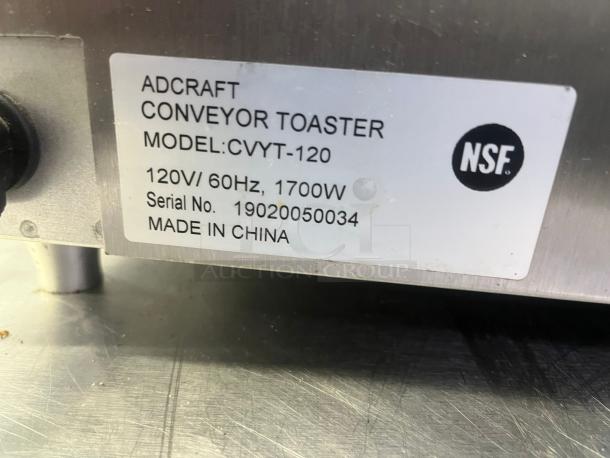 ADCRAFT
CONVEYOR TOASTER
MODEL:CVYT-120
120V/ 60Hz, 1700W
Serial No. 19020050034
MADE IN CHINA
NSF.
AUCTION GROUP